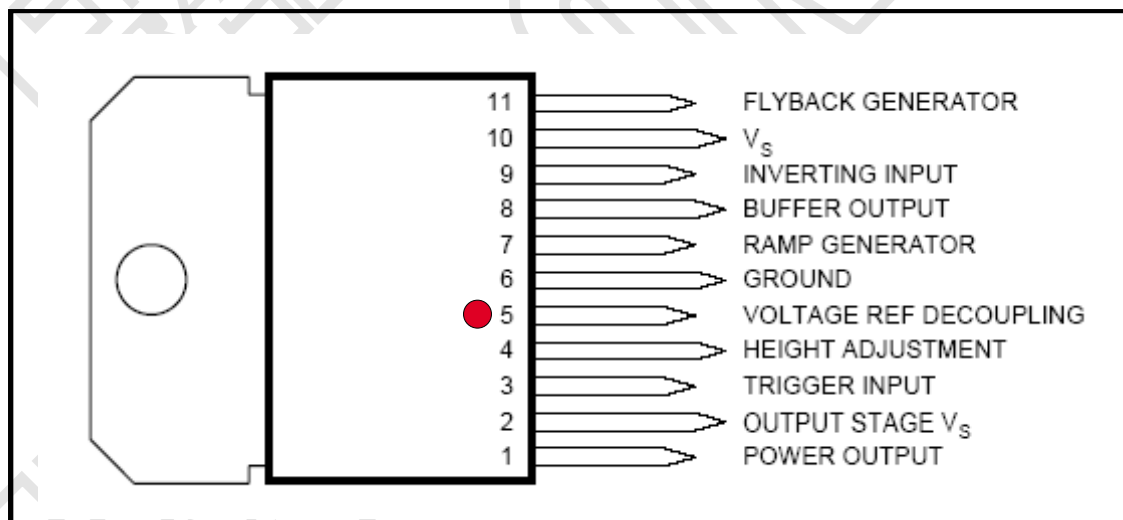 11 FLYBACK GENERATOR
10 VS
9 INVERTING INPUT
8 BUFFER OUTPUT
7 RAMP GENERATOR
6 GROUND
5 VOLTAGE REF DECOUPLING
4 HEIGHT ADJUSTMENT
3 TRIGGER INPUT
2 OUTPUT STAGE VS
1 POWER OUTPUT